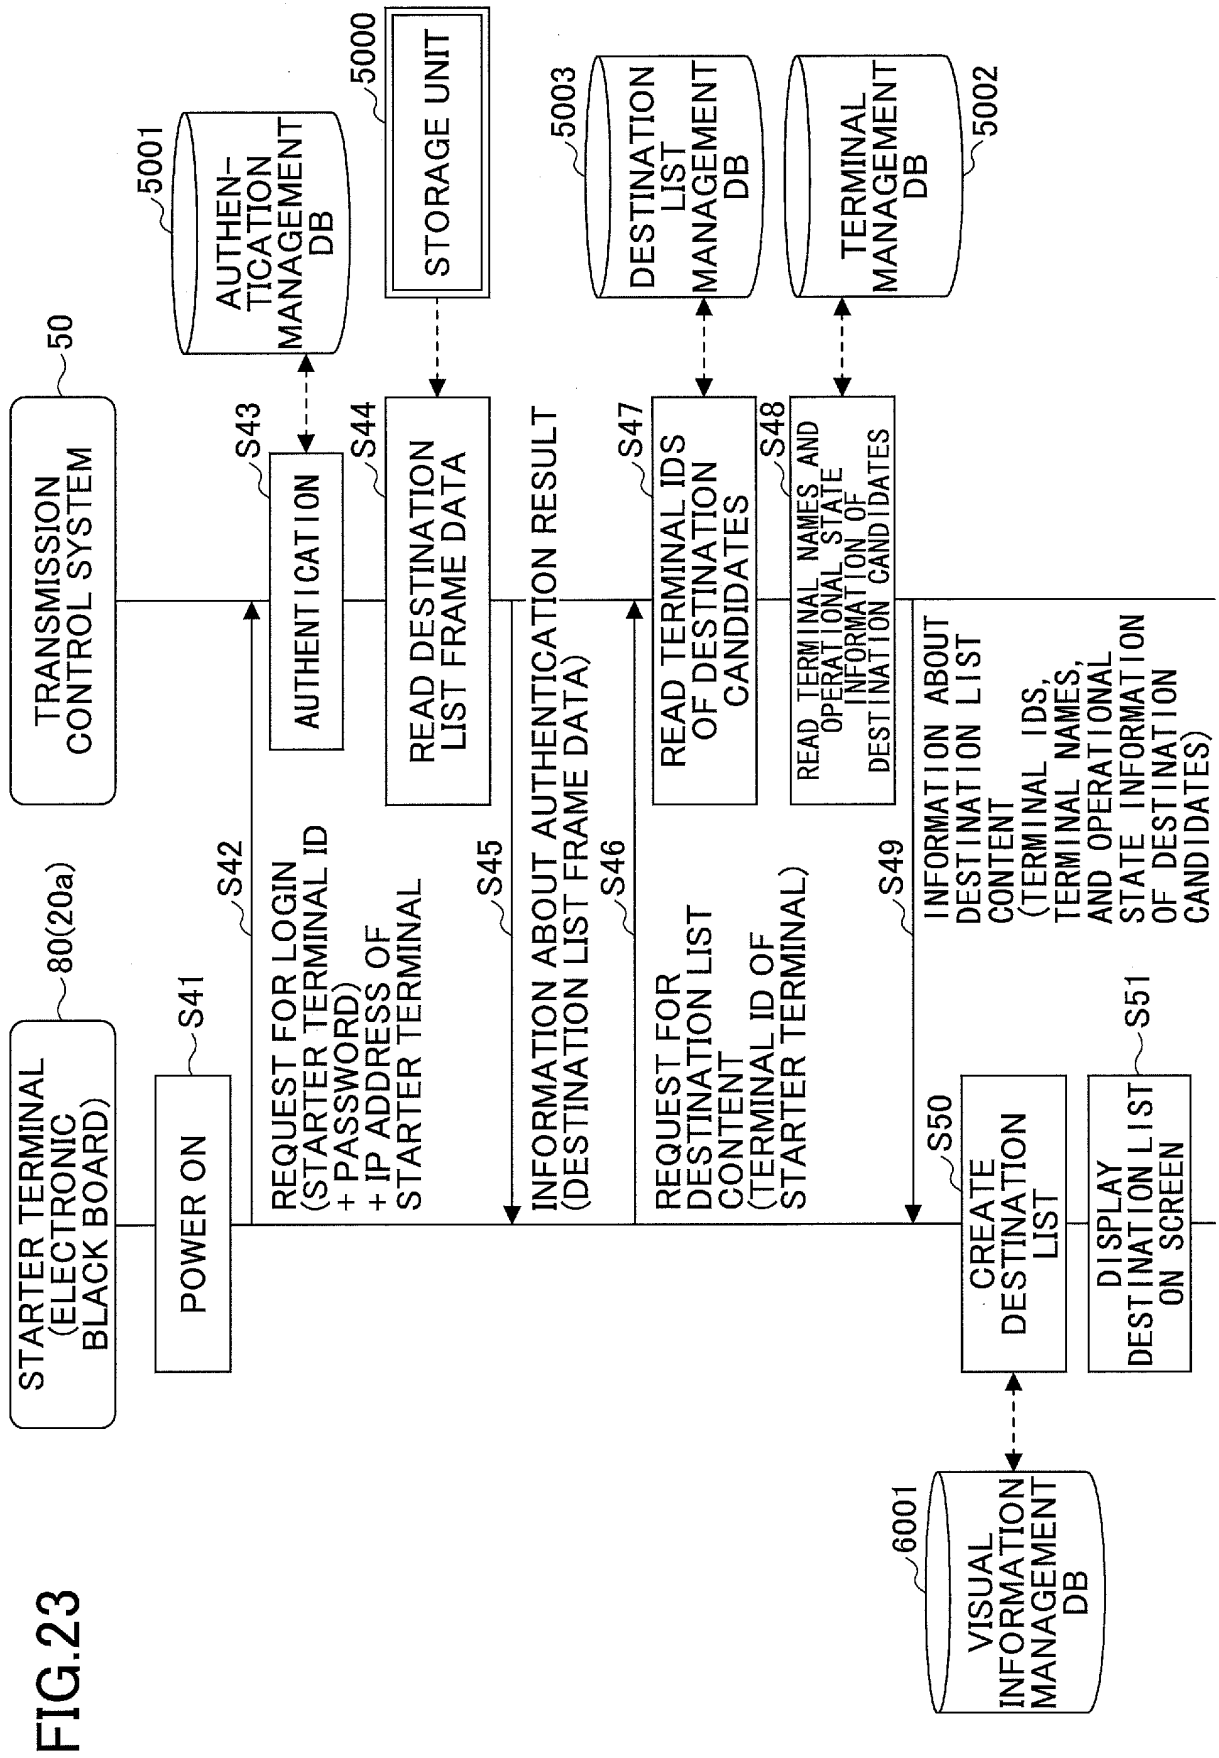 FIG.23
STARTER TERMINAL
(ELECTRONIC
BLACK BOARD)
80(20a)
TRANSMISSION
CONTROL SYSTEM
50
POWER ON
S41
S42
REQUEST FOR LOGIN
(STARTER TERMINAL ID
+ PASSWORD)
+ IP ADDRESS OF
STARTER TERMINAL
AUTHENTICATION
S43
AUTHEN-
TICATION
MANAGEMENT
DB
5001
READ DESTINATION
LIST FRAME DATA
S44
STORAGE UNIT
5000
S45
INFORMATION ABOUT AUTHENTICATION RESULT
(DESTINATION LIST FRAME DATA)
S46
REQUEST FOR
DESTINATION LIST
CONTENT
(TERMINAL ID OF
STARTER TERMINAL)
READ TERMINAL IDS
OF DESTINATION
CANDIDATES
S47
DESTINATION
LIST
MANAGEMENT
DB
5003
READ TERMINAL NAMES AND
OPERATIONAL STATE
INFORMATION OF
DESTINATION CANDIDATES
S48
TERMINAL
MANAGEMENT
DB
5002
S49
INFORMATION ABOUT
DESTINATION LIST
CONTENT
(TERMINAL IDS,
TERMINAL NAMES,
AND OPERATIONAL
STATE INFORMATION
OF DESTINATION
CANDIDATES)
VISUAL
INFORMATION
MANAGEMENT
DB
6001
CREATE
DESTINATION
LIST
S50
DISPLAY
DESTINATION LIST
ON SCREEN
S51